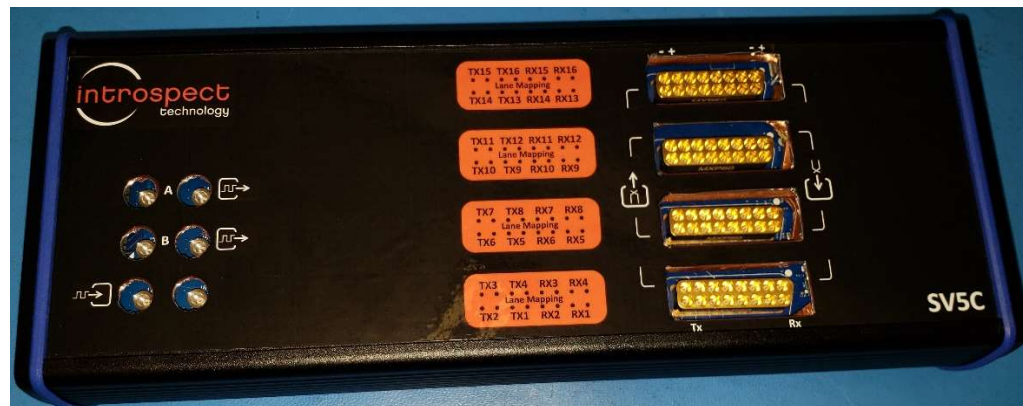 introspect
technology
A
B
TX15 TX16 RX15 RX16
Lane Mapping
TX14 TX13 RX14 RX13
TX11 TX12 RX11 RX12
Lane Mapping
TX10 TX9 RX10 RX9
TX7 TX8 RX7 RX8
Lane Mapping
TX6 TX5 RX6 RX5
TX3 TX4 RX3 RX4
Lane Mapping
TX2 TX1 RX2 RX1
- +
- +
Tx
Rx
SV5C